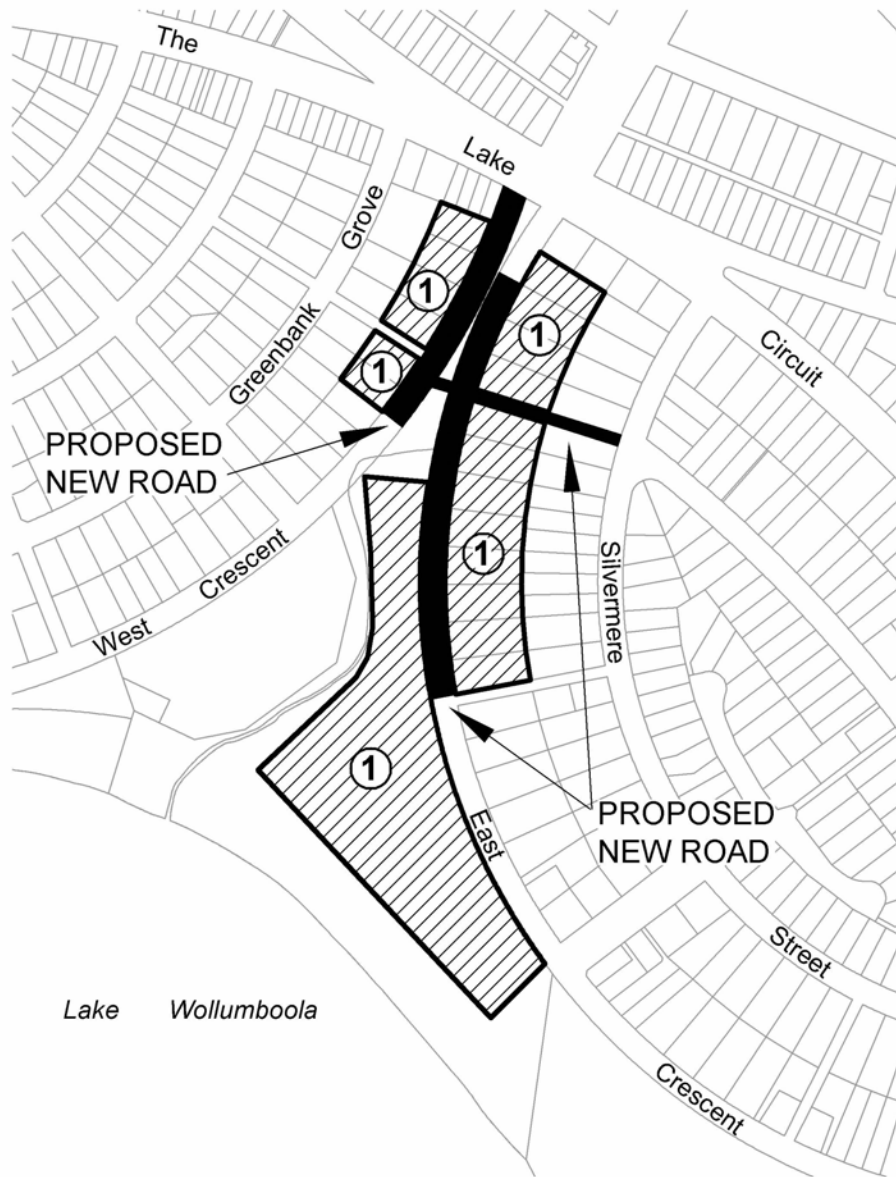 The
Lake
Circuit
Grove
Greenbank
1
1
1
PROPOSED
NEW ROAD
West
Crescent
1
Silvermere
1
PROPOSED
NEW ROAD
East
Street
Crescent
Lake Wollumboola